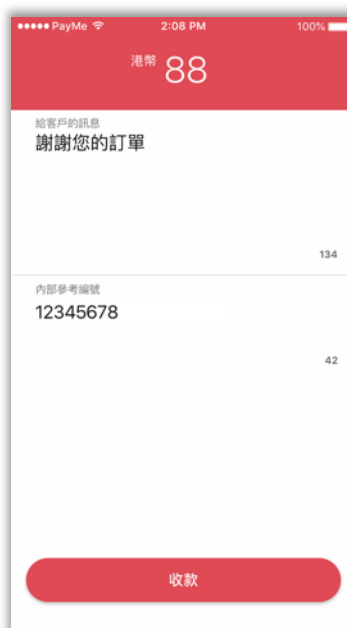 PayMe 2:08 PM 100%
港幣 88
給客戶的訊息
謝謝您的訂單
134
內部參考編號
12345678
42
收款